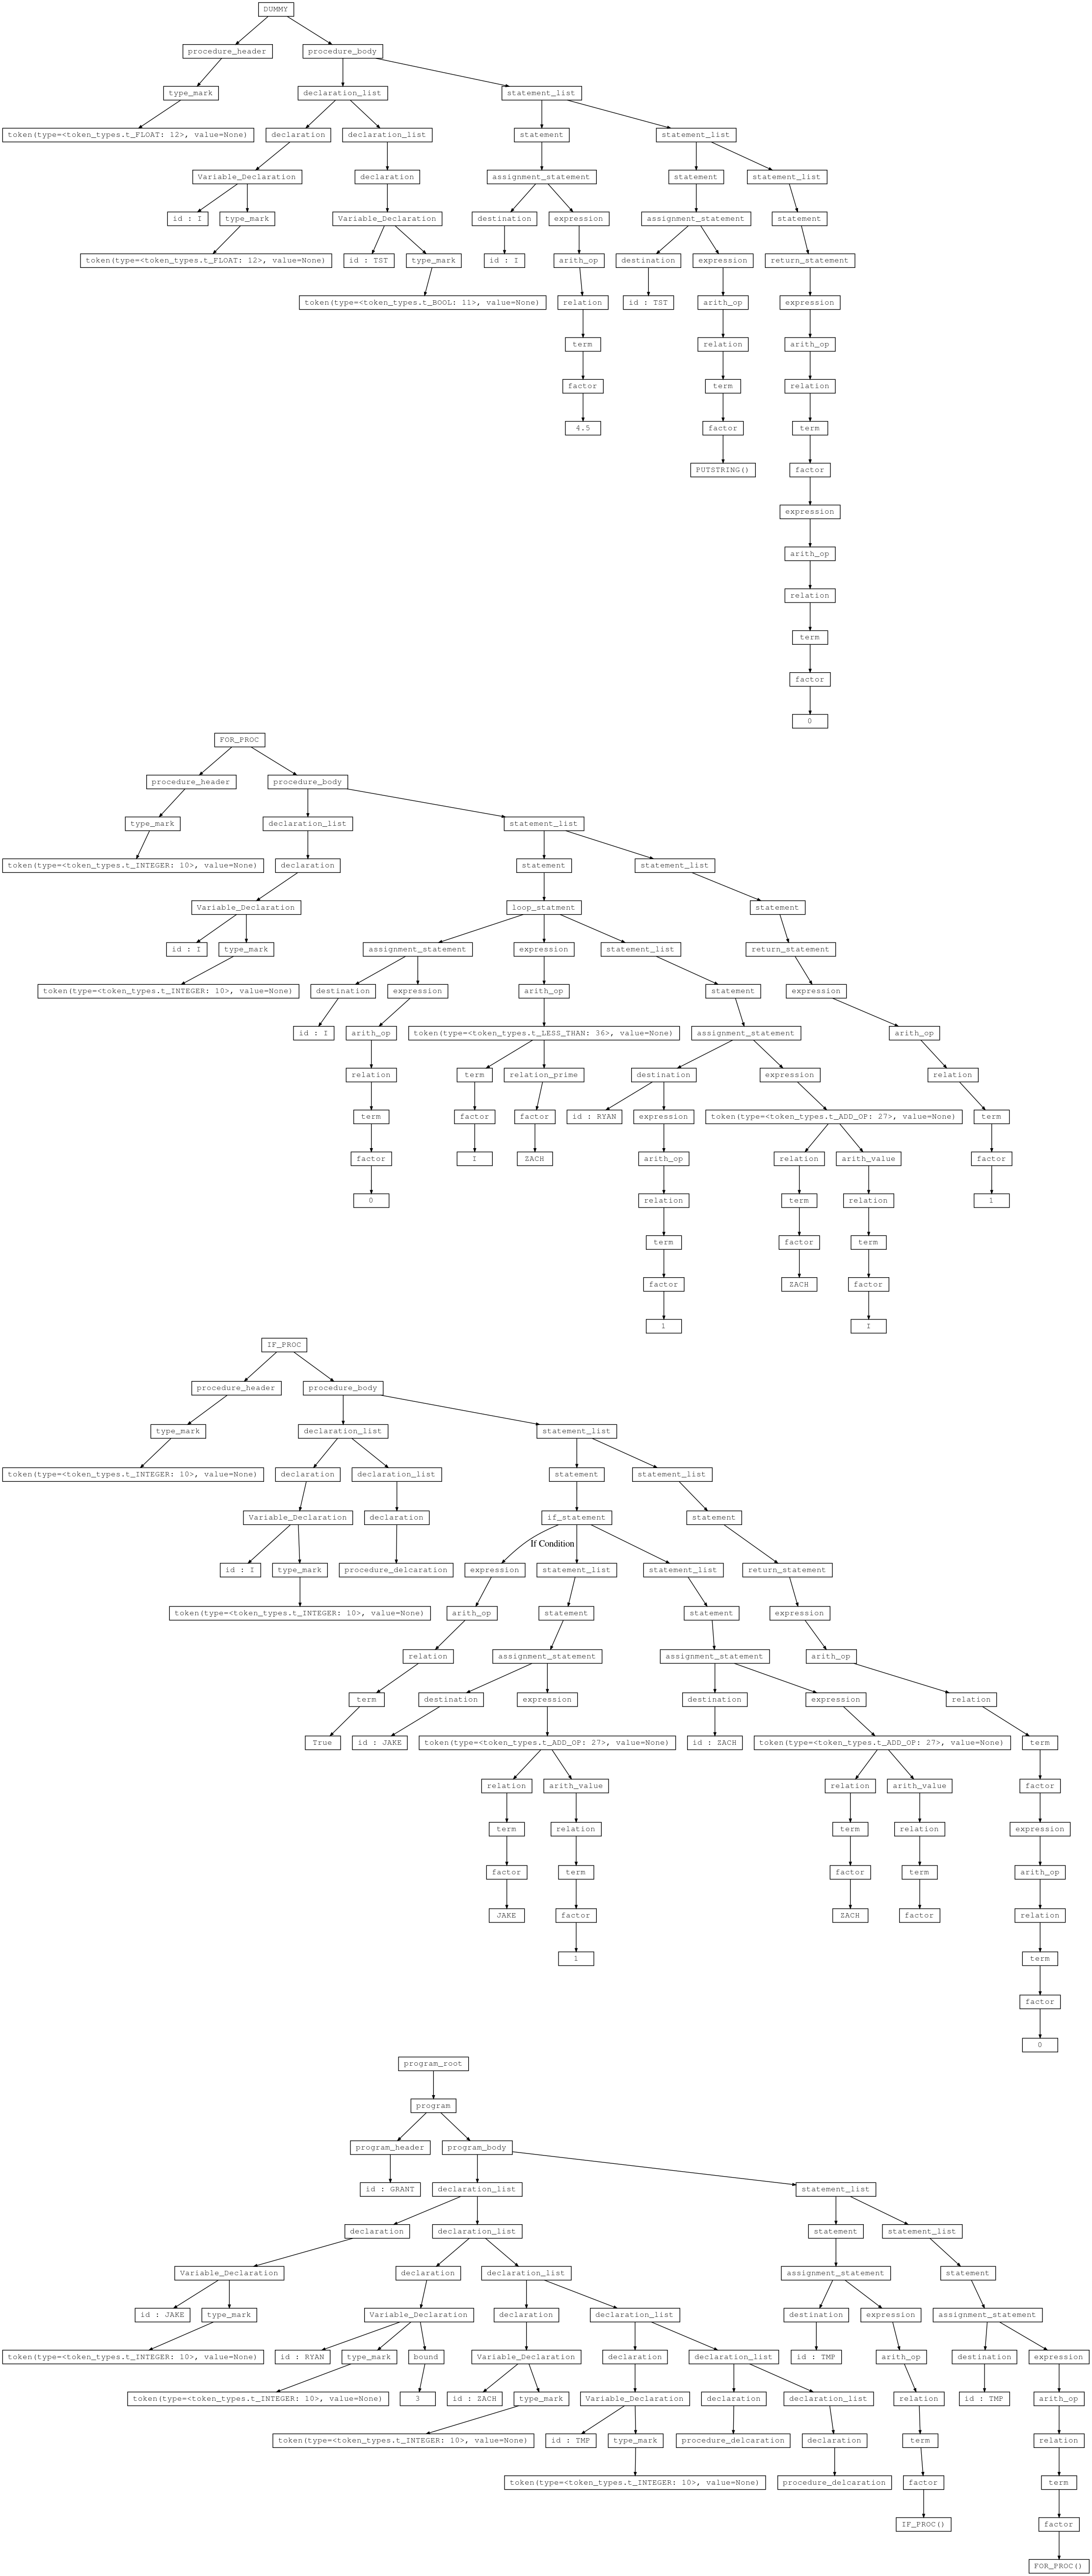 DUMMY
procedure_header procedure_body
type_mark declaration_list statement_list
token(type=<token_types.t_FLOAT: 12>, value=None) declaration declaration_list statement statement_list
Variable_Declaration declaration assignment_statement statement statement_list
id : I type_mark Variable_Declaration destination expression assignment_statement statement
token(type=<token_types.t_FLOAT: 12>, value=None) id : TST type_mark id : I arith_op destination expression return_statement
token(type=<token_types.t_BOOL: 11>, value=None) relation id : TST arith_op expression
term relation arith_op
factor term relation
4.5 factor term
PUTSTRING() factor
expression
arith_op
relation
term
factor
0
FOR_PROC
procedure_header procedure_body
type_mark declaration_list statement_list
token(type=<token_types.t_INTEGER: 10>, value=None) declaration statement statement_list
Variable_Declaration loop_statment statement
id : I type_mark assignment_statement expression statement_list return_statement
token(type=<token_types.t_INTEGER: 10>, value=None) destination expression arith_op statement expression
id : I arith_op token(type=<token_types.t_LESS_THAN: 36>, value=None) assignment_statement arith_op
relation term relation_prime destination expression relation
term factor factor id : RYAN expression token(type=<token_types.t_ADD_OP: 27>, value=None) term
factor I ZACH arith_op relation arith_value factor
0 relation term relation 1
term factor term
factor ZACH factor
1 I
IF_PROC
procedure_header procedure_body
type_mark declaration_list statement_list
token(type=<token_types.t_INTEGER: 10>, value=None) declaration declaration_list statement statement_list
Variable_Declaration declaration if_statement statement
If Condition
id : I type_mark procedure_delcaration expression statement_list statement_list return_statement
token(type=<token_types.t_INTEGER: 10>, value=None) arith_op statement statement expression
relation assignment_statement assignment_statement arith_op
term destination expression destination expression relation
True id : JAKE token(type=<token_types.t_ADD_OP: 27>, value=None) id : ZACH token(type=<token_types.t_ADD_OP: 27>, value=None) term
relation arith_value relation arith_value factor
term relation term relation expression
factor term factor term arith_op
JAKE factor ZACH factor relation
1 term
factor
0
program_root
program
program_header program_body
id : GRANT declaration_list statement_list
declaration declaration_list statement statement_list
Variable_Declaration declaration declaration_list assignment_statement statement
id : JAKE type_mark Variable_Declaration declaration declaration_list destination expression assignment_statement
token(type=<token_types.t_INTEGER: 10>, value=None) id : RYAN type_mark bound Variable_Declaration declaration declaration_list id : TMP arith_op destination expression
token(type=<token_types.t_INTEGER: 10>, value=None) 3 id : ZACH type_mark Variable_Declaration declaration declaration_list relation id : TMP arith_op
token(type=<token_types.t_INTEGER: 10>, value=None) id : TMP type_mark procedure_delcaration declaration term relation
token(type=<token_types.t_INTEGER: 10>, value=None) procedure_delcaration factor term
IF_PROC() factor
FOR_PROC()